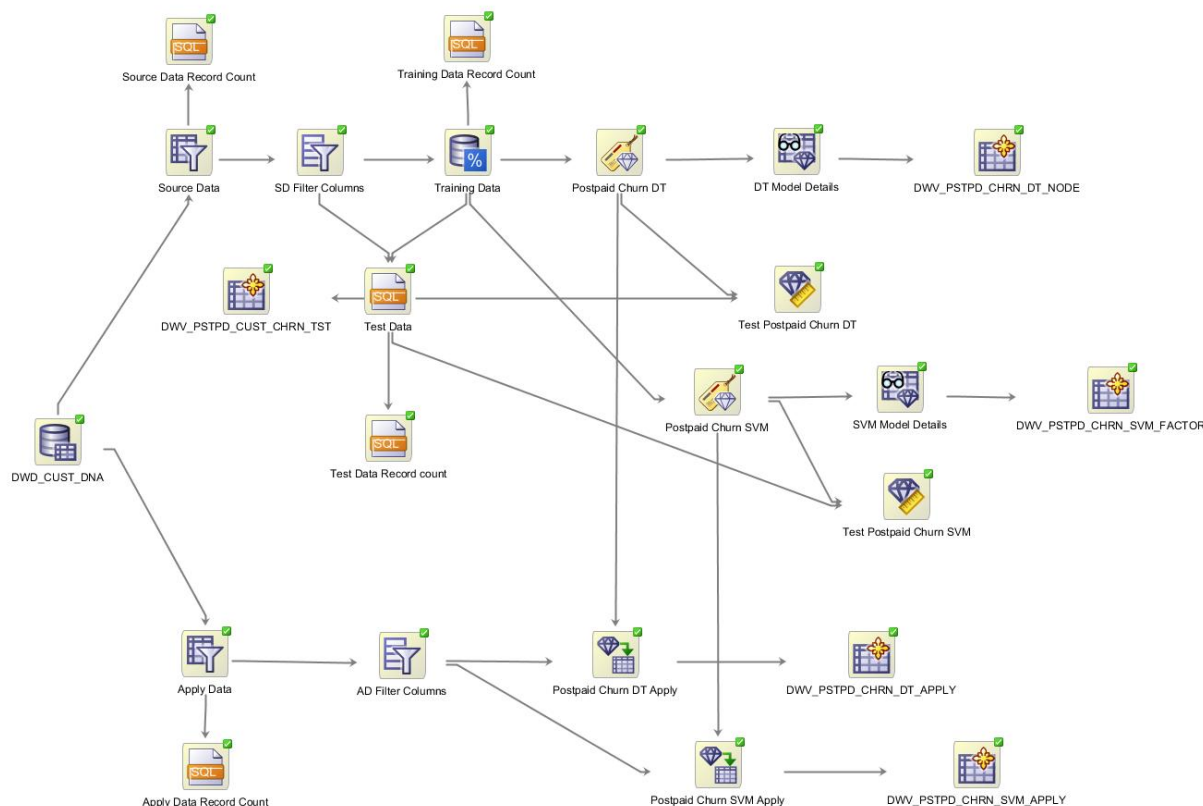 SQL
SQL
Source Data Record Count
Training Data Record Count
%
Source Data
SD Filter Columns
Training Data
Postpaid Churn DT
DT Model Details
DWV_PSTPD_CHRN_DT_NODE
SQL
DWV_PSTPD_CUST_CHRN_TST
Test Data
Test Postpaid Churn DT
SQL
Postpaid Churn SVM
SVM Model Details
DWV_PSTPD_CHRN_SVM_FACTOR
DWD_CUST_DNA
Test Data Record count
Test Postpaid Churn SVM
Apply Data
AD Filter Columns
Postpaid Churn DT Apply
DWV_PSTPD_CHRN_DT_APPLY
SQL
Apply Data Record Count
Postpaid Churn SVM Apply
DWV_PSTPD_CHRN_SVM_APPLY